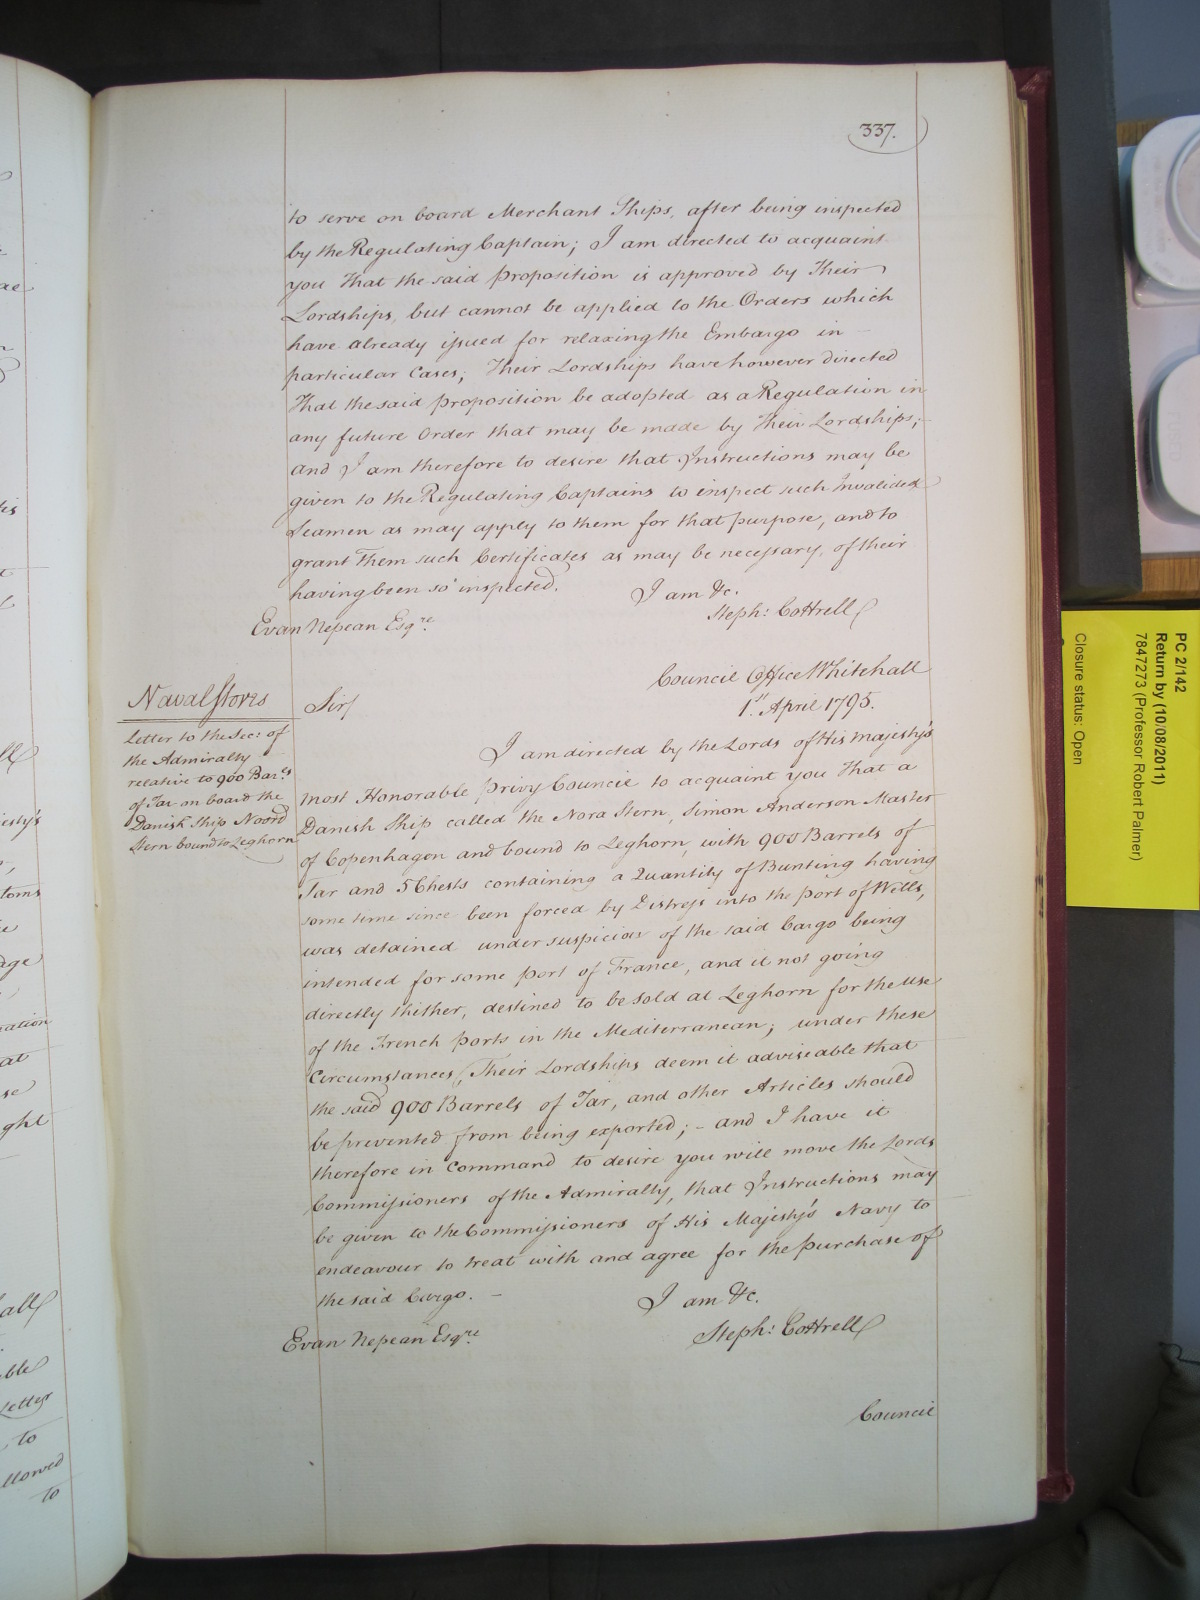 337.
to serve on board Merchant Ships, after being inspected
by the Regulating Captain; I am directed to acquaint
you That the said Proposition is approved by Their
Lordships, but cannot be applied to the Orders which
have already issued for relaxing the Embargo in –
particular Cases; Their Lordships have however directed
That the said proposition be adopted as a Regulation in
any future Order that may be made by Their Lordships;
and I am therefore to desire that Instructions may be
given to the Regulating Captains to inspect such Invalided
Seamen as may apply to them for that purpose, and to
grant Them such Certificates as may be necessary, of their
having been so inspected.
I am &c.
Steph: Cottrell
Evan Nepean Esqre.
Council Office Whitehall
1st. April 1795.
Naval Stores
Letter to the Sec: of
the Admiralty
relative to 900 Barls.
of Tar on board the
Danish Ship Noord
Stern bound to Leghorn
Sir/
I am directed by the Lords of His Majesty's
most Honorable Privy Council to acquaint you That a
Danish Ship called the Nora Stern, Simon Anderson Master
of Copenhagen and bound to Leghorn, with 900 Barrels of
Tar and 5 Chests containing a Quantity of Bunting having
some time since been forced by Distress into the Port of Wells,
was detained under suspicion of the said Cargo being
intended for some Port of France, and it not going
directly thither, destined to be sold at Leghorn for the use
of the French Ports in the Mediterranean; under these
Circumstances, Their Lordships deem it adviseable that
the said 900 Barrels of Tar, and other Articles should
be prevented from being exported; – and I have it
therefore in Command to desire you will move the Lords
Commissioners of the Admiralty, that Instructions may
be given to the Commissioners of His Majesty's Navy to
endeavour to treat with and agree for the purchase of
the said Cargo. –
I am &c.
Steph: Cottrell
Evan Nepean Esqre.
Council
PC 2/142
Return by (10/08/2011)
7847273 (Professor Robert Palmer)
Closure status: Open